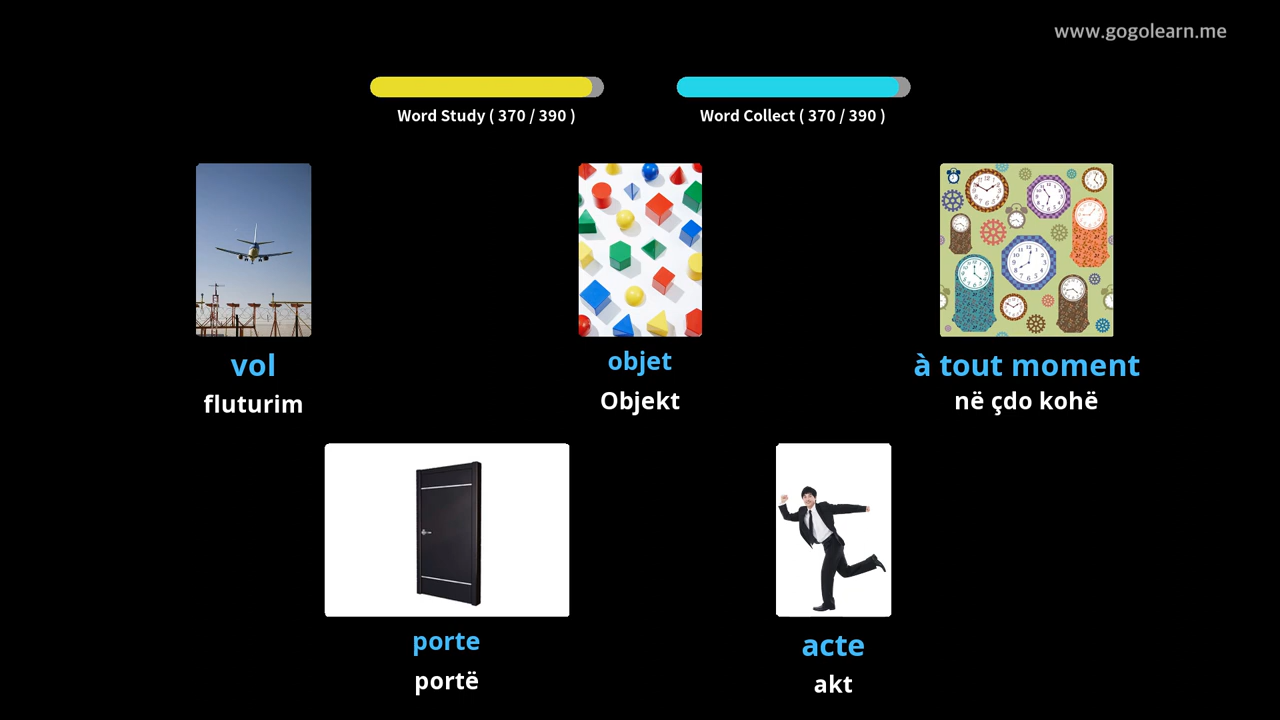 www.gogolearn.me
Word Study ( 370 / 390 )
Word Collect ( 370 / 390 )
vol
fluturim
objet
Objekt
à tout moment
në çdo kohë
porte
portë
acte
akt